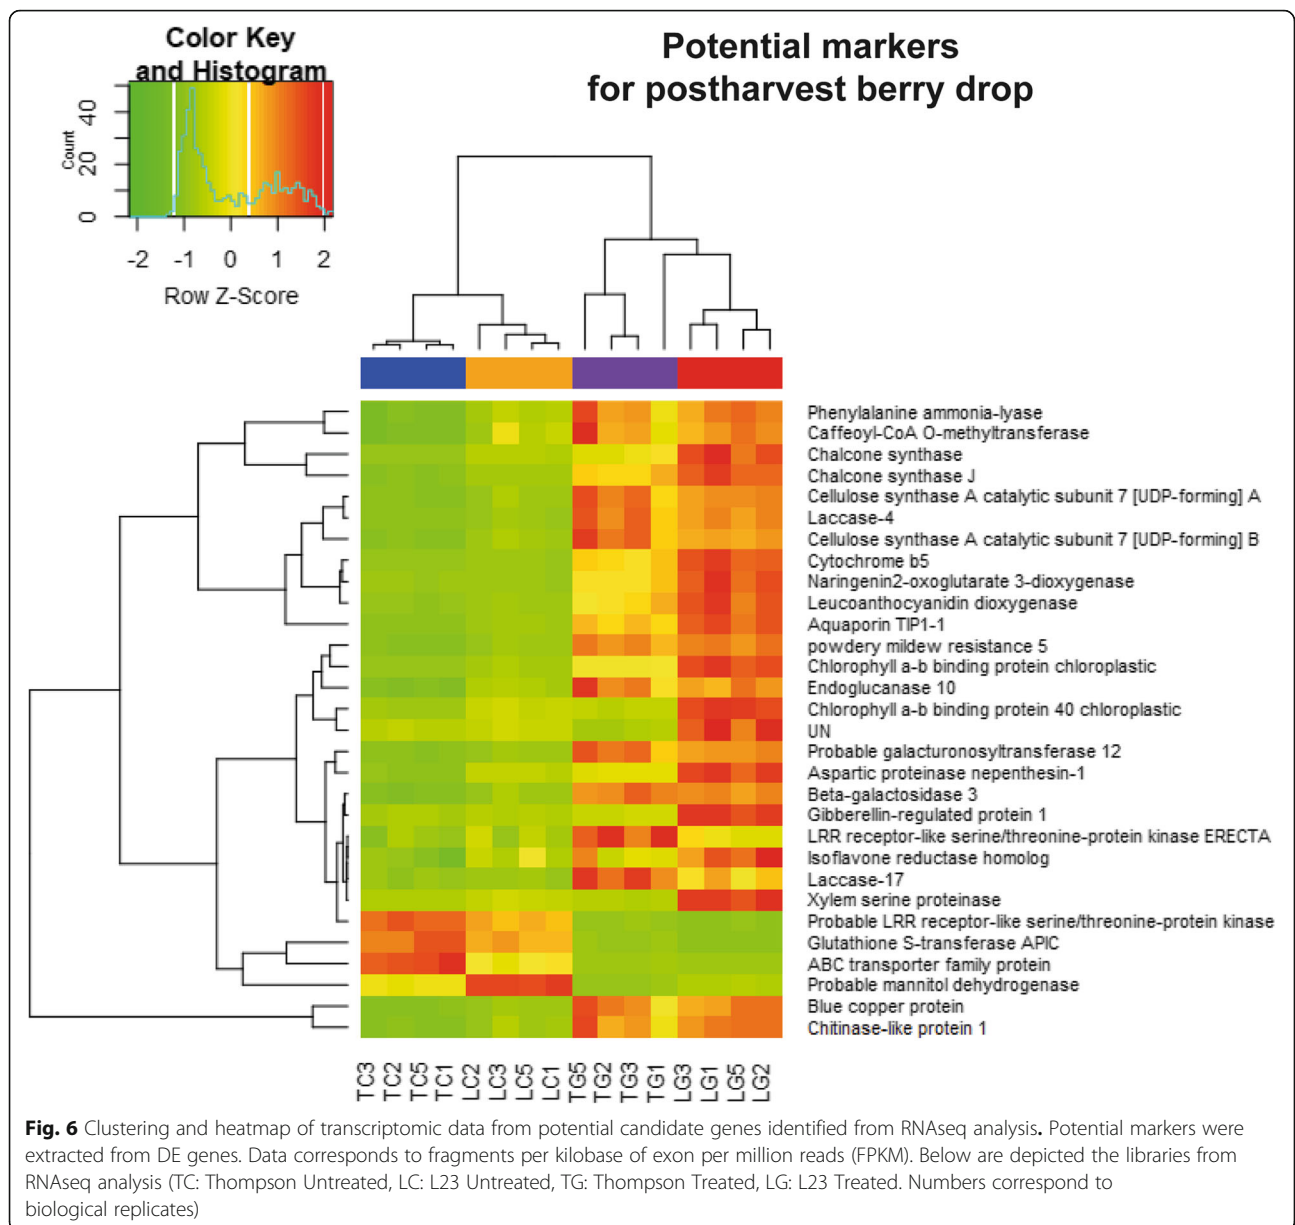 Color Key
and Histogram
Potential markers
for postharvest berry drop
Count
0
20
40
-2 -1 0 1 2
Row Z-Score
Phenylalanine ammonia-lyase
Caffeoyl-CoA O-methyltransferase
Chalcone synthase
Chalcone synthase J
Cellulose synthase A catalytic subunit 7 [UDP-forming] A
Laccase-4
Cellulose synthase A catalytic subunit 7 [UDP-forming] B
Cytochrome b5
Naringenin2-oxoglutarate 3-dioxygenase
Leucoanthocyanidin dioxygenase
Aquaporin TIP1-1
powdery mildew resistance 5
Chlorophyll a-b binding protein chloroplastic
Endoglucanase 10
Chlorophyll a-b binding protein 40 chloroplastic
UN
Probable galacturonosyltransferase 12
Aspartic proteinase nepenthesin-1
Beta-galactosidase 3
Gibberellin-regulated protein 1
LRR receptor-like serine/threonine-protein kinase ERECTA
Isoflavone reductase homolog
Laccase-17
Xylem serine proteinase
Probable LRR receptor-like serine/threonine-protein kinase
Glutathione S-transferase APIC
ABC transporter family protein
Probable mannitol dehydrogenase
Blue copper protein
Chitinase-like protein 1
TC3 TC2 TC5 TC1 LC2 LC3 LC5 LC1 TG5 TG2 TG3 TG1 LG3 LG1 LG5 LG2
Fig. 6 Clustering and heatmap of transcriptomic data from potential candidate genes identified from RNAseq analysis. Potential markers were
extracted from DE genes. Data corresponds to fragments per kilobase of exon per million reads (FPKM). Below are depicted the libraries from
RNAseq analysis (TC: Thompson Untreated, LC: L23 Untreated, TG: Thompson Treated, LG: L23 Treated. Numbers correspond to
biological replicates)